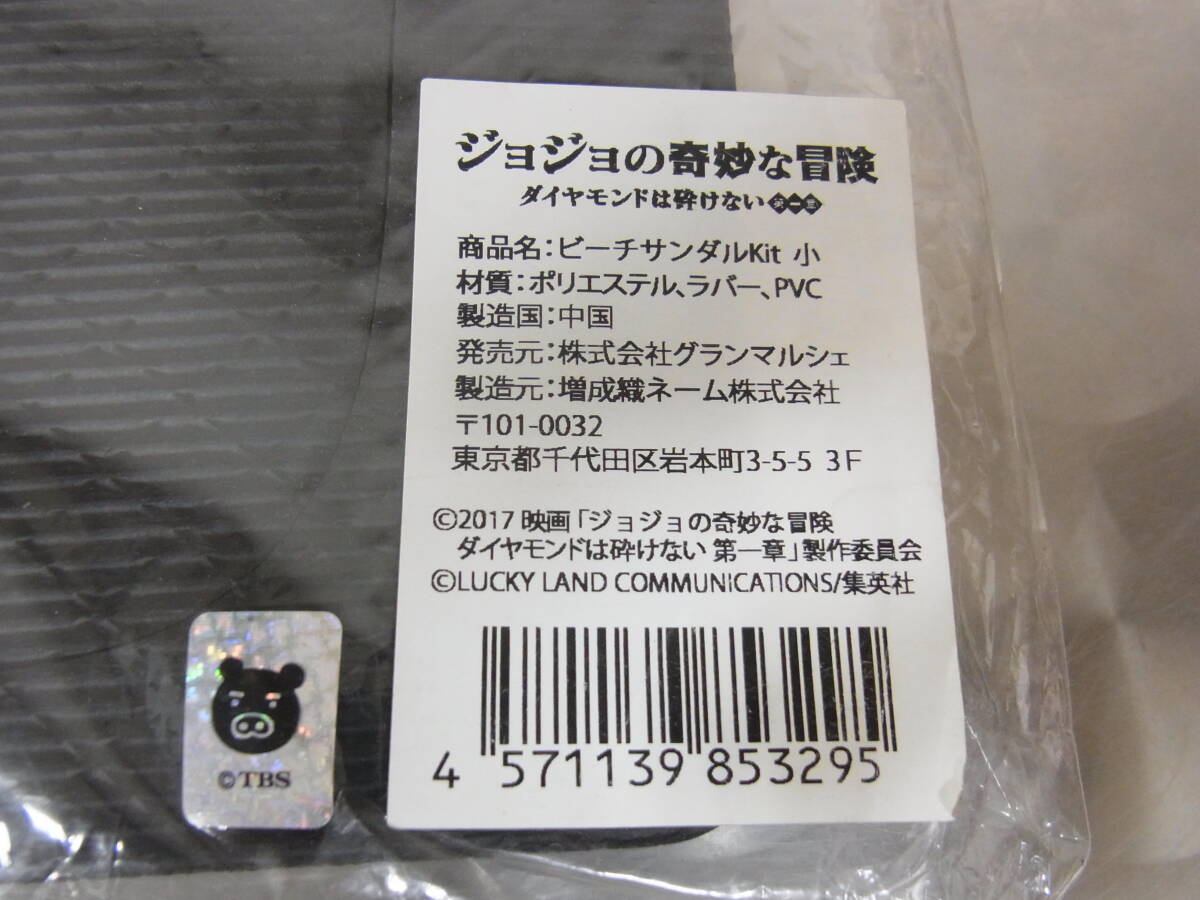 ジョジョの奇妙な冒険
ダイヤモンドは砕けない 第一章
商品名:ビーチサンダルKit 小
材質:ポリエステル、ラバー、PVC
製造国:中国
発売元:株式会社グランマルシェ
製造元:増成織ネーム株式会社
〒101-0032
東京都千代田区岩本町3-5-5 3F
©2017 映画「ジョジョの奇妙な冒険
ダイヤモンドは砕けない 第一章」製作委員会
©LUCKY LAND COMMUNICATIONS/集英社
4 571139 853295
©TBS